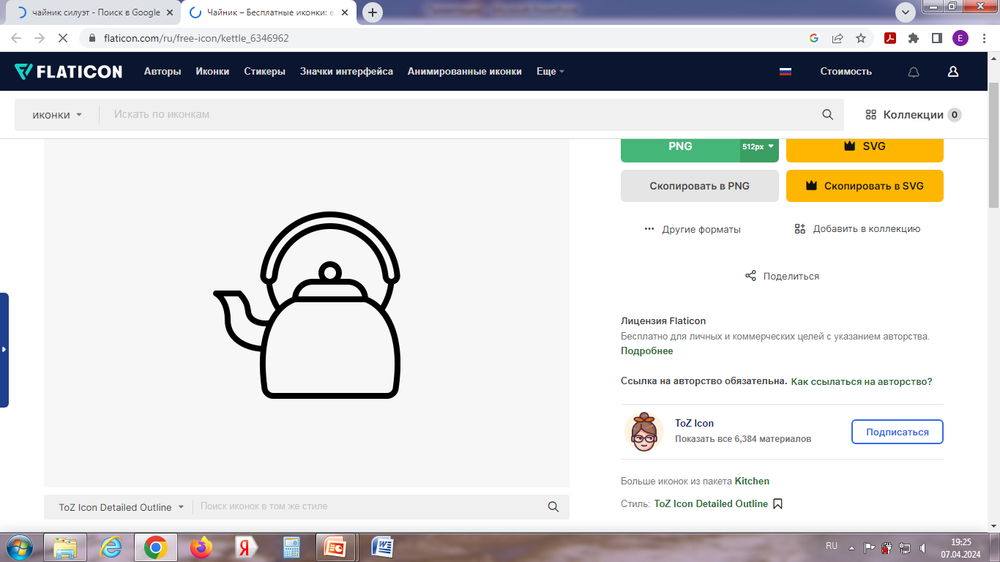 чайник силуэт - Поиск в Google
Чайник – Бесплатные иконки: е
flaticon.com/ru/free-icon/kettle_6346962
E
FLATICON
Авторы Иконки Стикеры Значки интерфейса Анимированные иконки Еще
Стоимость
иконки
Искать по иконкам
Коллекции 0
PNG 512px
SVG
Скопировать в PNG
Скопировать в SVG
Другие форматы
Добавить в коллекцию
Поделиться
Лицензия Flaticon
Бесплатно для личных и коммерческих целей с указанием авторства.
Подробнее
Ссылка на авторство обязательна. Как ссылаться на авторство?
ToZ Icon
Показать все 6,384 материалов
Подписаться
Больше иконок из пакета Kitchen
Стиль: ToZ Icon Detailed Outline
ToZ Icon Detailed Outline
Поиск иконок в том же стиле
RU
19:25
07.04.2024